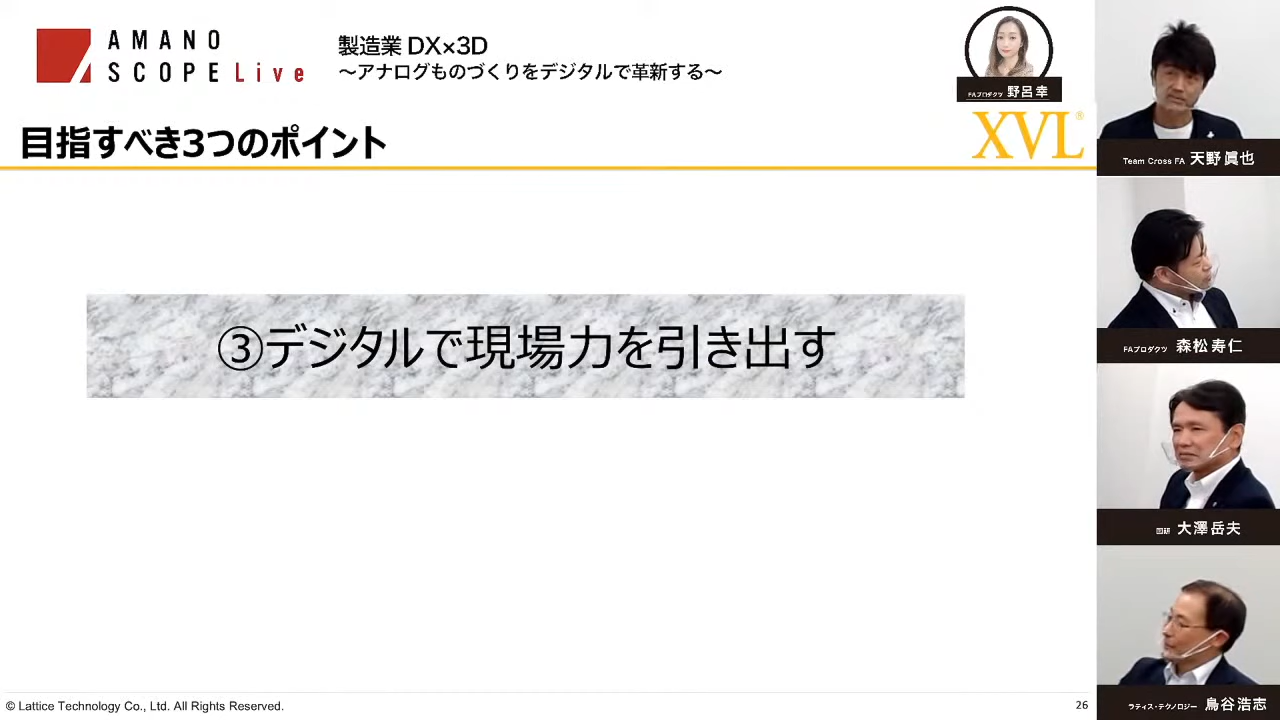 AMANO
SCOPE Live
製造業 DX×3D
～アナログものづくりをデジタルで革新する～
FAプロダクツ 野呂幸
XVL®
目指すべき3つのポイント
③デジタルで現場力を引き出す
Team Cross FA 天野眞也
FAプロダクツ 森松寿仁
国研 大澤岳夫
ラティス・テクノロジー 鳥谷浩志
© Lattice Technology Co., Ltd. All Rights Reserved.
26